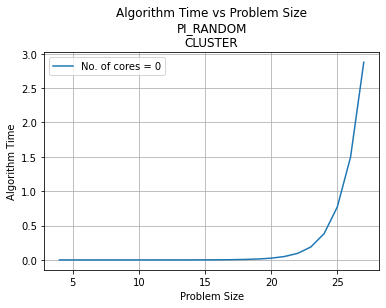 Algorithm Time vs Problem Size
PI_RANDOM
CLUSTER
No. of cores = 0
3.0
2.5
2.0
1.5
1.0
0.5
0.0
Algorithm Time
5 10 15 20 25
Problem Size